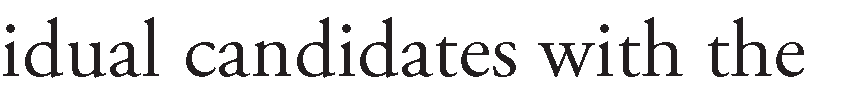 idual candidates with the